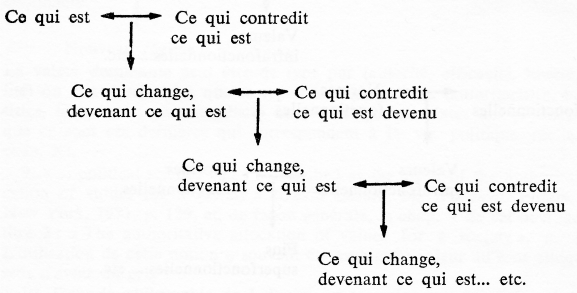 Ce qui est
Ce qui contredit
ce qui est
Ce qui change,
devenant ce qui est
Ce qui contredit
ce qui est devenu
Ce qui change,
devenant ce qui est
Ce qui contredit
ce qui est devenu
Ce qui change,
devenant ce qui est... etc.